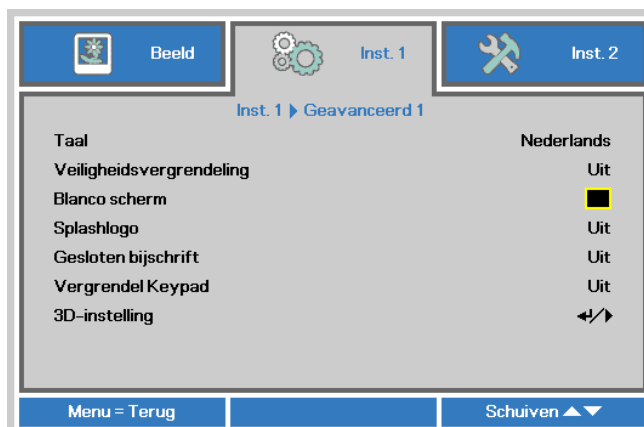 Beeld
Inst. 1
Inst. 2
Inst. 1 Geavanceerd 1
Taal Nederlands
Veiligheidsvergrendeling Uit
Blanco scherm
Splashlogo Uit
Gesloten bijschrift Uit
Vergrendel Keypad Uit
3D-instelling ↵/▶
Menu = Terug
Schuiven ▲▼